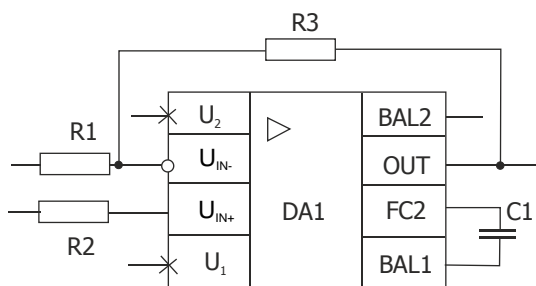 R3
R1
U2
BAL2
UIN-
OUT
UIN+
DA1
FC2
C1
R2
U1
BAL1